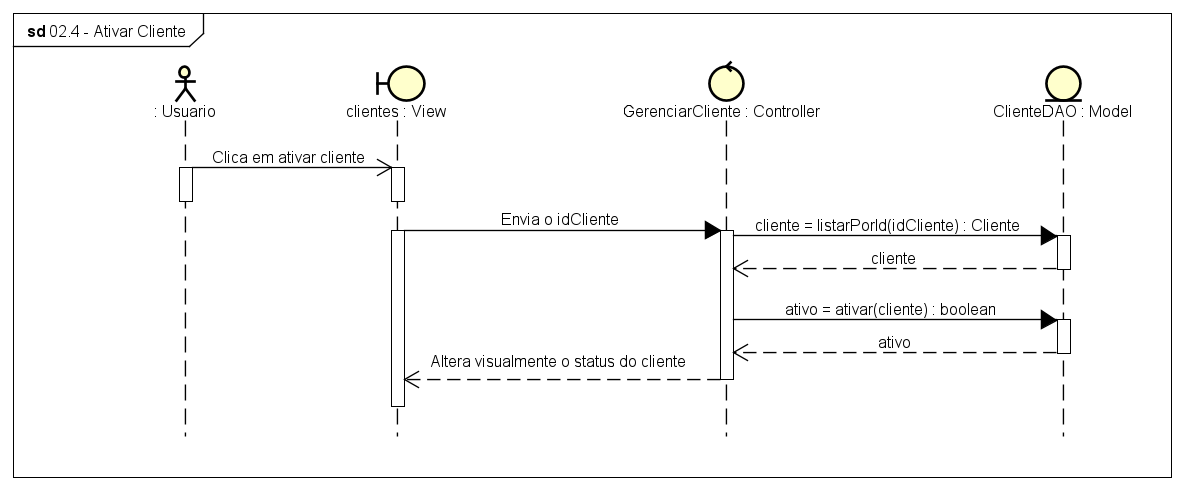 sd 02.4 - Ativar Cliente
: Usuario
clientes : View
GerenciarCliente : Controller
ClienteDAO : Model
Clica em ativar cliente
Envia o idCliente
cliente = listarPorId(idCliente) : Cliente
cliente
ativo = ativar(cliente) : boolean
ativo
Altera visualmente o status do cliente